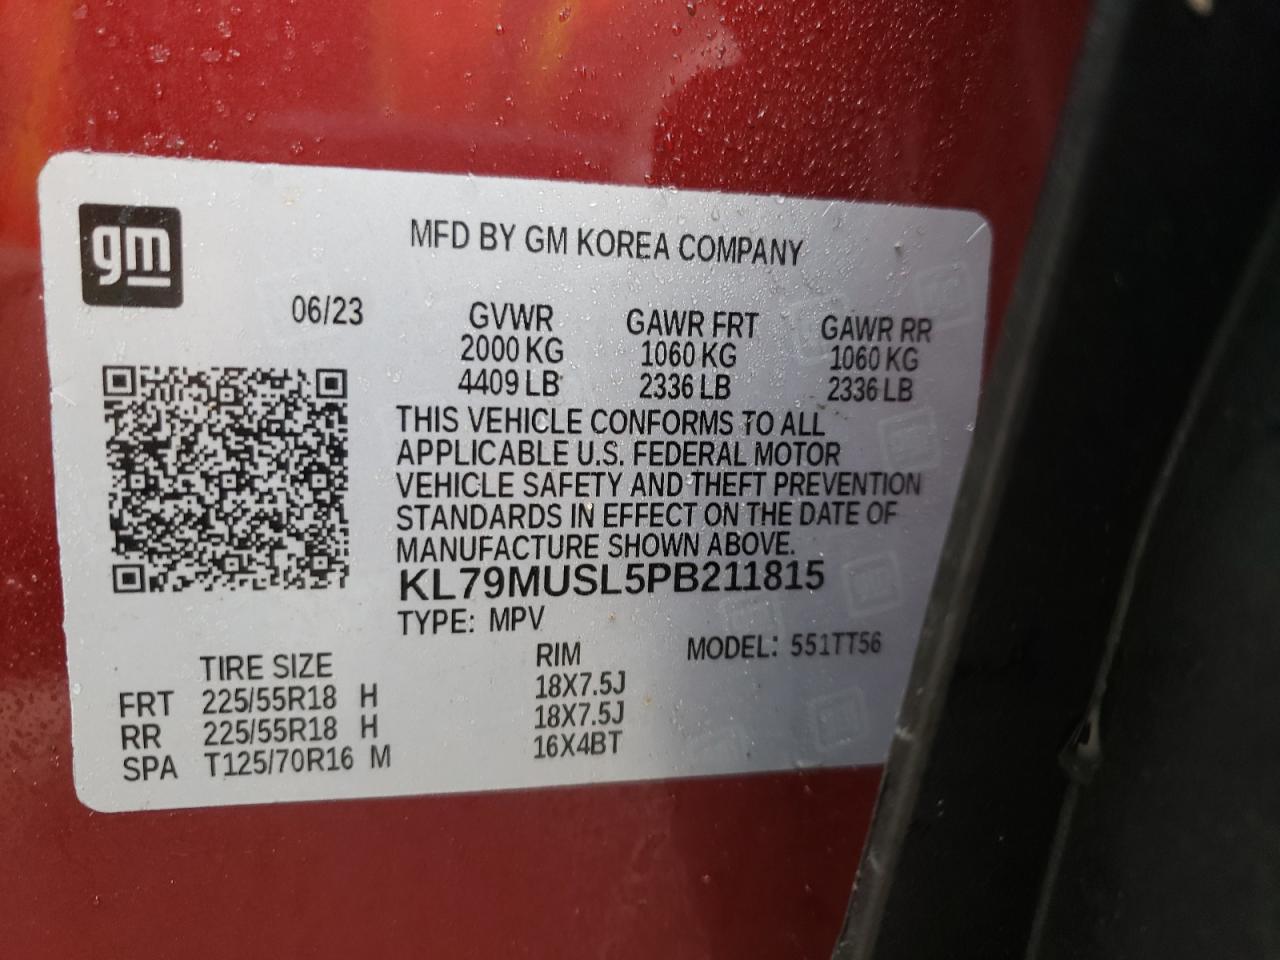 gm
MFD BY GM KOREA COMPANY
06/23
GVWR GAWR FRT GAWR RR
2000 KG 1060 KG 1060 KG
4409 LB 2336 LB 2336 LB
THIS VEHICLE CONFORMS TO ALL
APPLICABLE U.S. FEDERAL MOTOR
VEHICLE SAFETY AND THEFT PREVENTION
STANDARDS IN EFFECT ON THE DATE OF
MANUFACTURE SHOWN ABOVE.
KL79MUSL5PB211815
TYPE: MPV
MODEL: 551TT56
TIRE SIZE RIM
FRT 225/55R18 H 18X7.5J
RR 225/55R18 H 18X7.5J
SPA T125/70R16 M 16X4BT